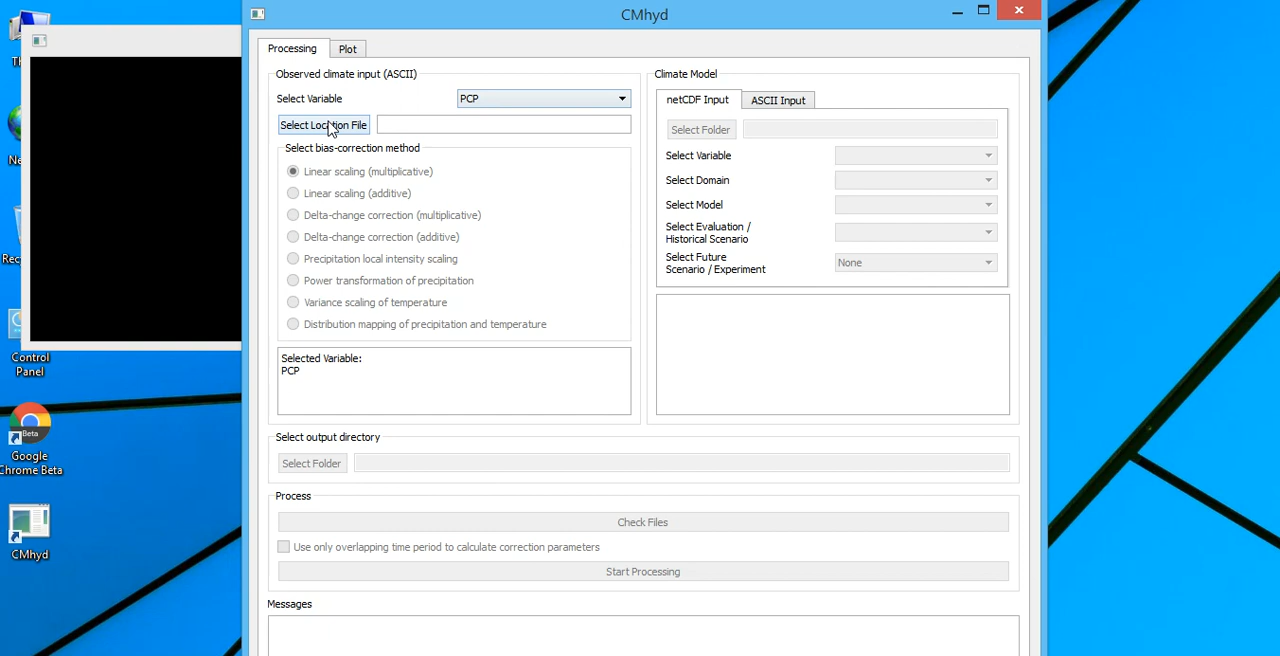 CMhyd
Processing
Plot
Observed climate input (ASCII)
Select Variable
PCP
Select Location File
Select bias-correction method
Linear scaling (multiplicative)
Linear scaling (additive)
Delta-change correction (multiplicative)
Delta-change correction (additive)
Precipitation local intensity scaling
Power transformation of precipitation
Variance scaling of temperature
Distribution mapping of precipitation and temperature
Selected Variable:
PCP
Climate Model
netCDF Input
ASCII Input
Select Folder
Select Variable
Select Domain
Select Model
Select Evaluation /
Historical Scenario
Select Future
Scenario / Experiment
None
Select output directory
Select Folder
Process
Check Files
Use only overlapping time period to calculate correction parameters
Start Processing
Messages
Control
Panel
Beta
Google
Chrome Beta
CMhyd